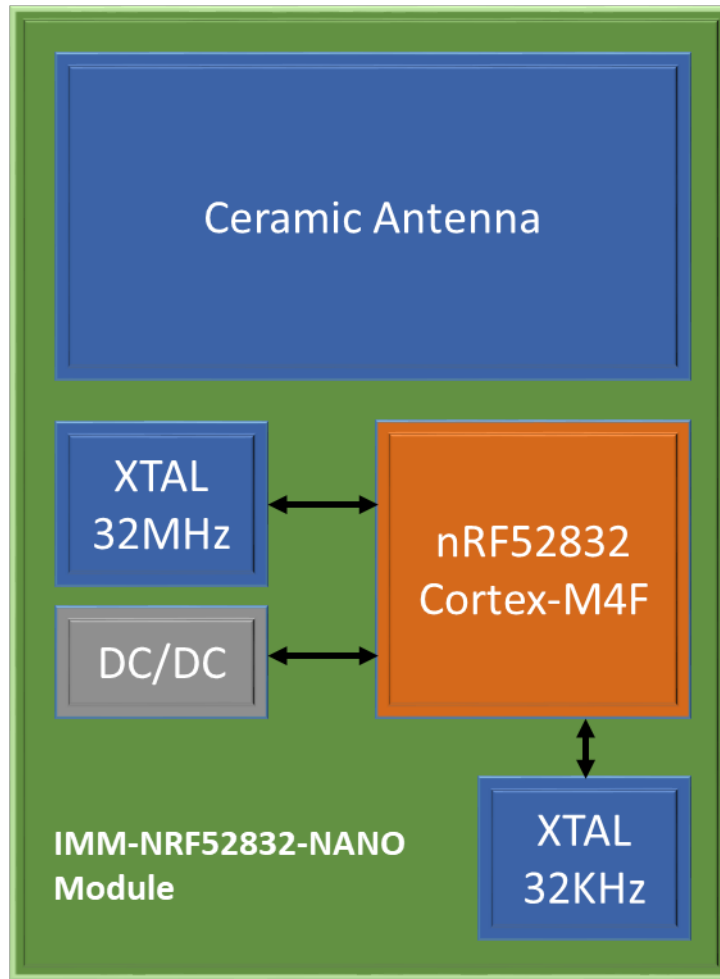 Ceramic Antenna
XTAL
32MHz
nRF52832
Cortex-M4F
DC/DC
IMM-NRF52832-NANO
Module
XTAL
32KHz